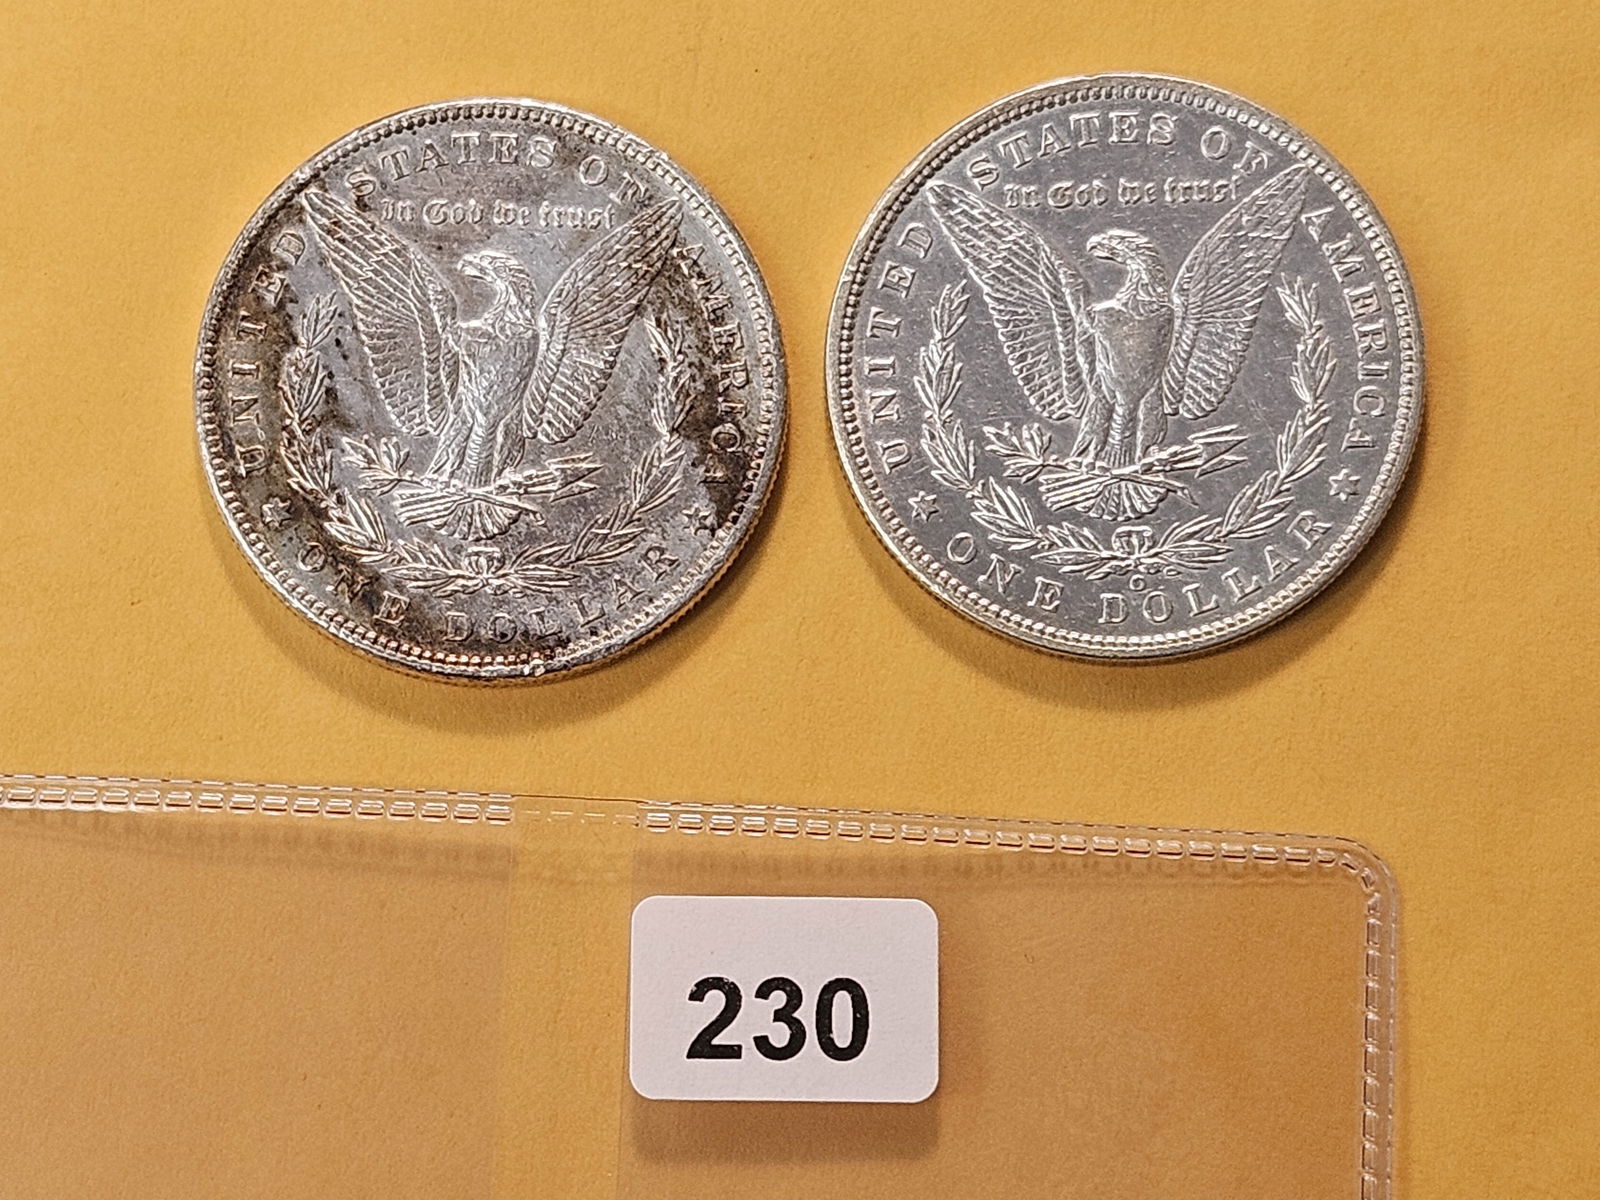 UNITED STATES OF AMERICA
In God we trust
ONE DOLLAR
UNITED STATES OF AMERICA
In God we trust
O
ONE DOLLAR
230